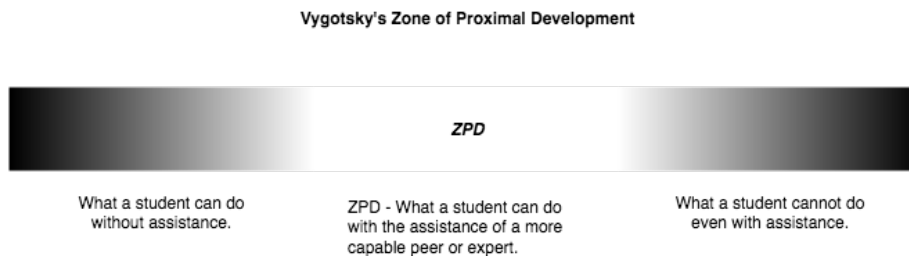 Vygotsky's Zone of Proximal Development
ZPD
What a student can do
without assistance.
ZPD - What a student can do
with the assistance of a more
capable peer or expert.
What a student cannot do
even with assistance.